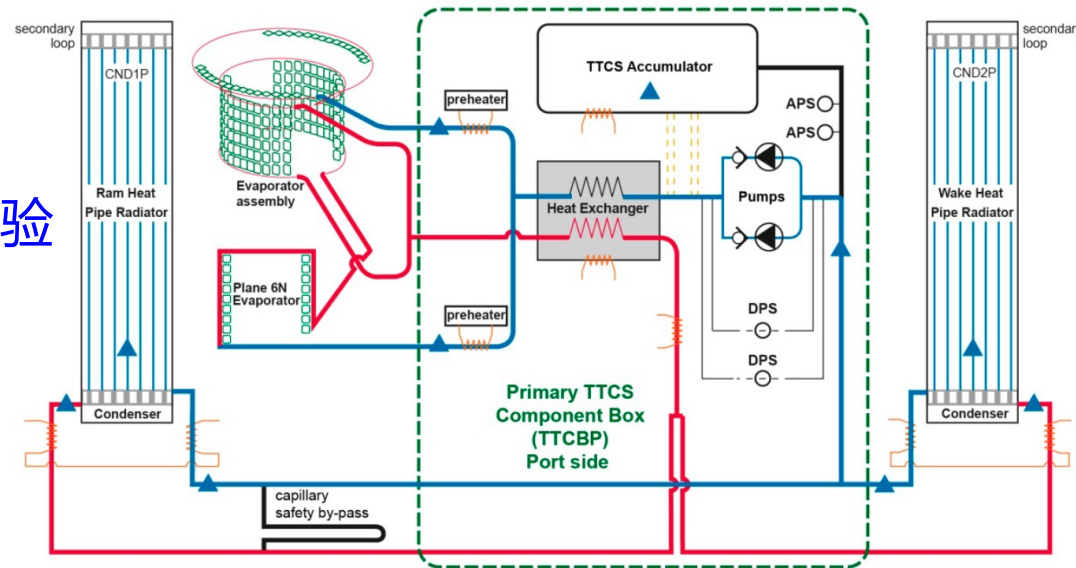 secondary
loop
CND1P
Ram Heat
Pipe Radiator
Condenser
验
Evaporator
assembly
Plane 6N
Evaporator
preheater
preheater
TTCS Accumulator
APS
APS
Heat Exchanger
Pumps
DPS
DPS
Primary TTCS
Component Box
(TTCBP)
Port side
capillary
safety by-pass
secondar
loop
CND2P
Wake Heat
Pipe Radiator
Condenser